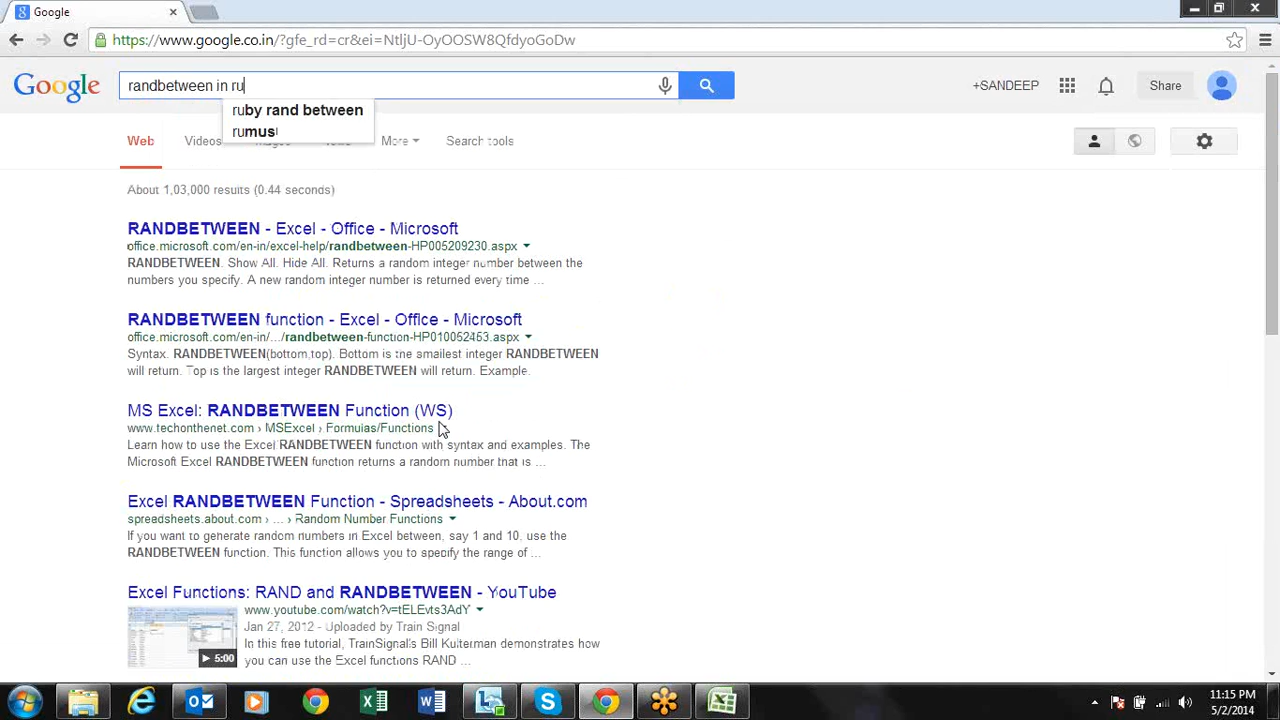 Google
https://www.google.co.in/?gfe_rd=cr&ei=NtljU-OyOOSW8QfdyoGyDw
Google
randbetween in ru
+SANDEEP
Share
ruby rand between
rumus
Web
Videos
More
Search tools
About 1,03,000 results (0.44 seconds)
RANDBETWEEN - Excel - Office - Microsoft
office.microsoft.com/en-in/excel-help/randbetween-HP005209230.aspx
RANDBETWEEN. Show All. Hide All. Returns a random integer number between the
numbers you specify. A new random integer number is returned every time ...
RANDBETWEEN function - Excel - Office - Microsoft
office.microsoft.com/en-in/.../randbetween-function-HP010062453.aspx
Syntax. RANDBETWEEN(bottom,top). Bottom is the smallest integer RANDBETWEEN
will return. Top is the largest integer RANDBETWEEN will return. Example.
MS Excel: RANDBETWEEN Function (WS)
www.techonthenet.com › MSExcel › Formulas/Functions
Learn how to use the Excel RANDBETWEEN function with syntax and examples. The
Microsoft Excel RANDBETWEEN function returns a random number that is ...
Excel RANDBETWEEN Function - Spreadsheets - About.com
spreadsheets.about.com › ... › Random Number Functions
If you want to generate random numbers in Excel between, say 1 and 10, use the
RANDBETWEEN function. This function allows you to specify the range of ...
Excel Functions: RAND and RANDBETWEEN - YouTube
www.youtube.com/watch?v=tELEvts3AdY
Jan 27, 2012 - Uploaded by Train Signal
In this free tutorial, TrainSignal's Bill Kulterman demonstrates how
you can use the Excel functions RAND ...
5:00
11:15 PM
5/2/2014